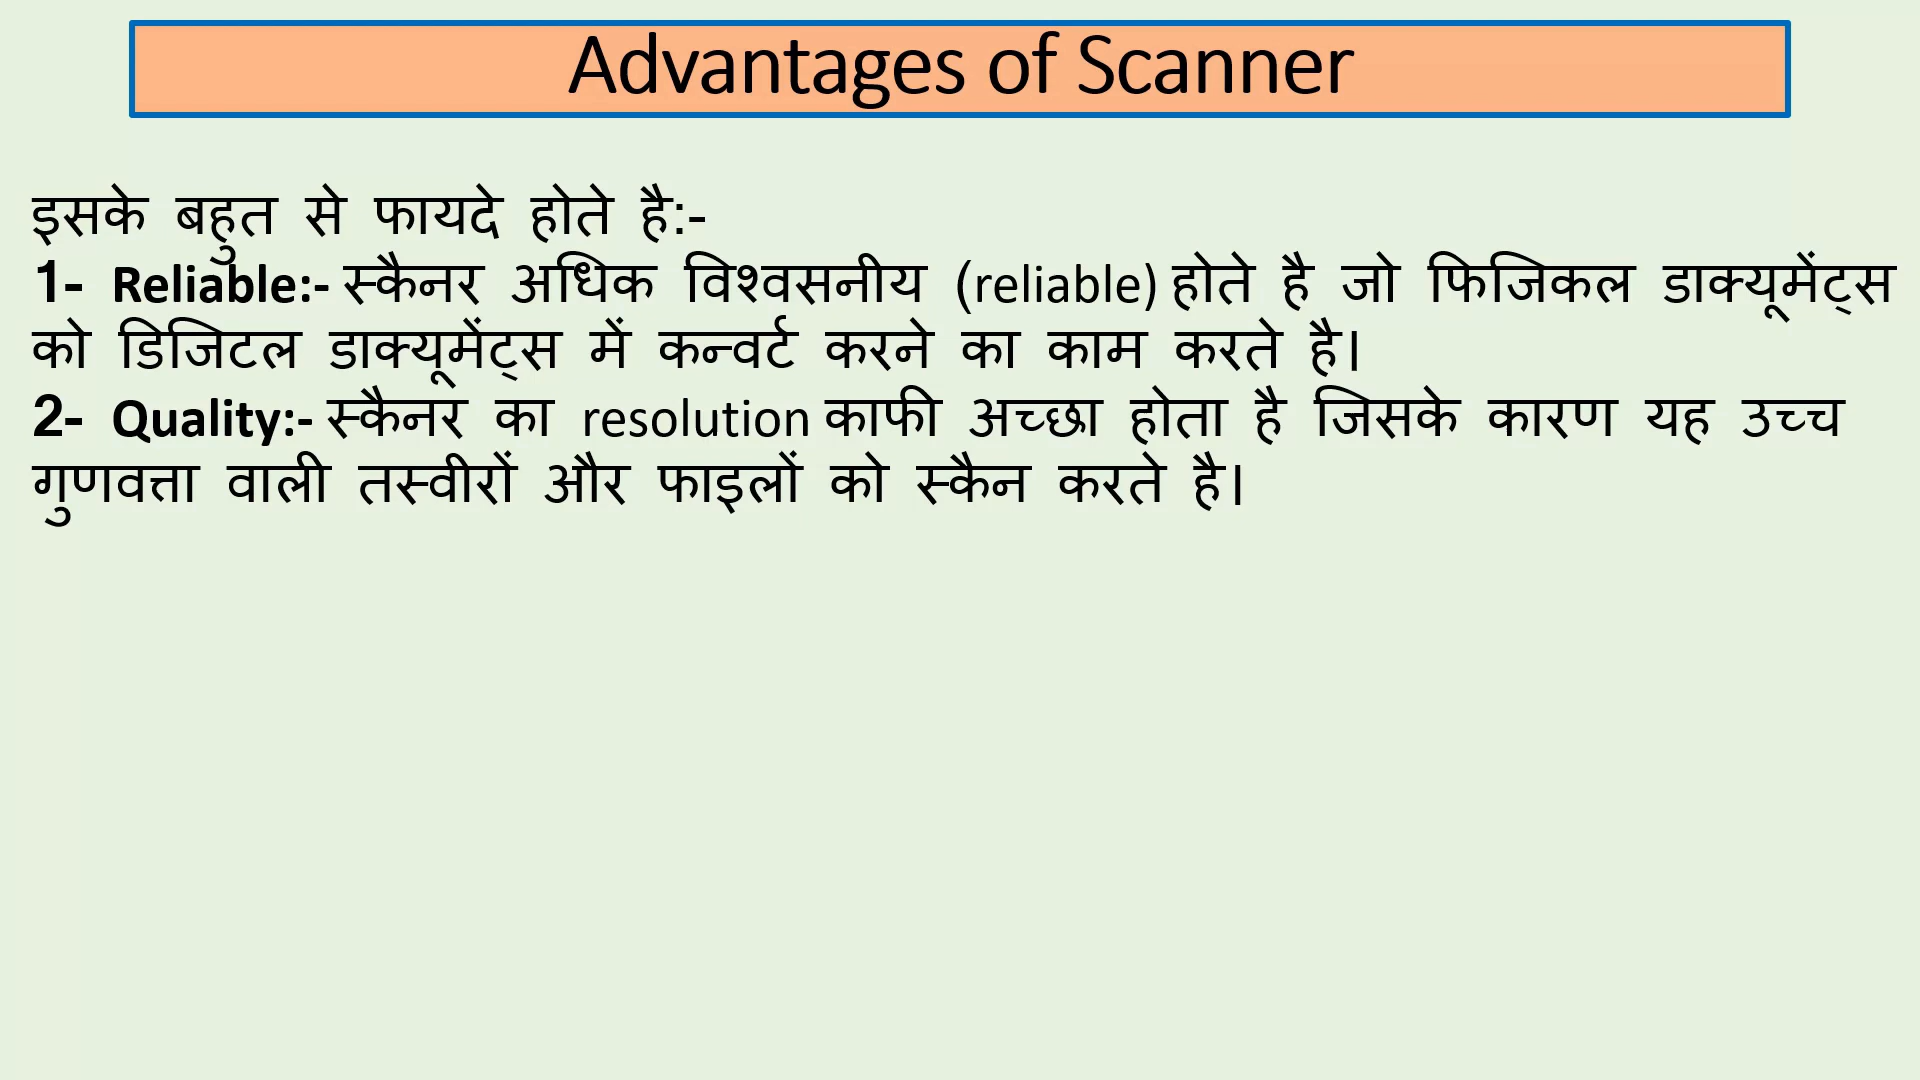 Advantages of Scanner
इसके बहुत से फायदे होते है:-
1- Reliable:- स्कैनर अधिक विश्वसनीय (reliable) होते है जो फिजिकल डाक्यूमेंट्स
को डिजिटल डाक्यूमेंट्स में कन्वर्ट करने का काम करते है।
2- Quality:- स्कैनर का resolution काफी अच्छा होता है जिसके कारण यह उच्च
गुणवत्ता वाली तस्वीरों और फाइलों को स्कैन करते है।